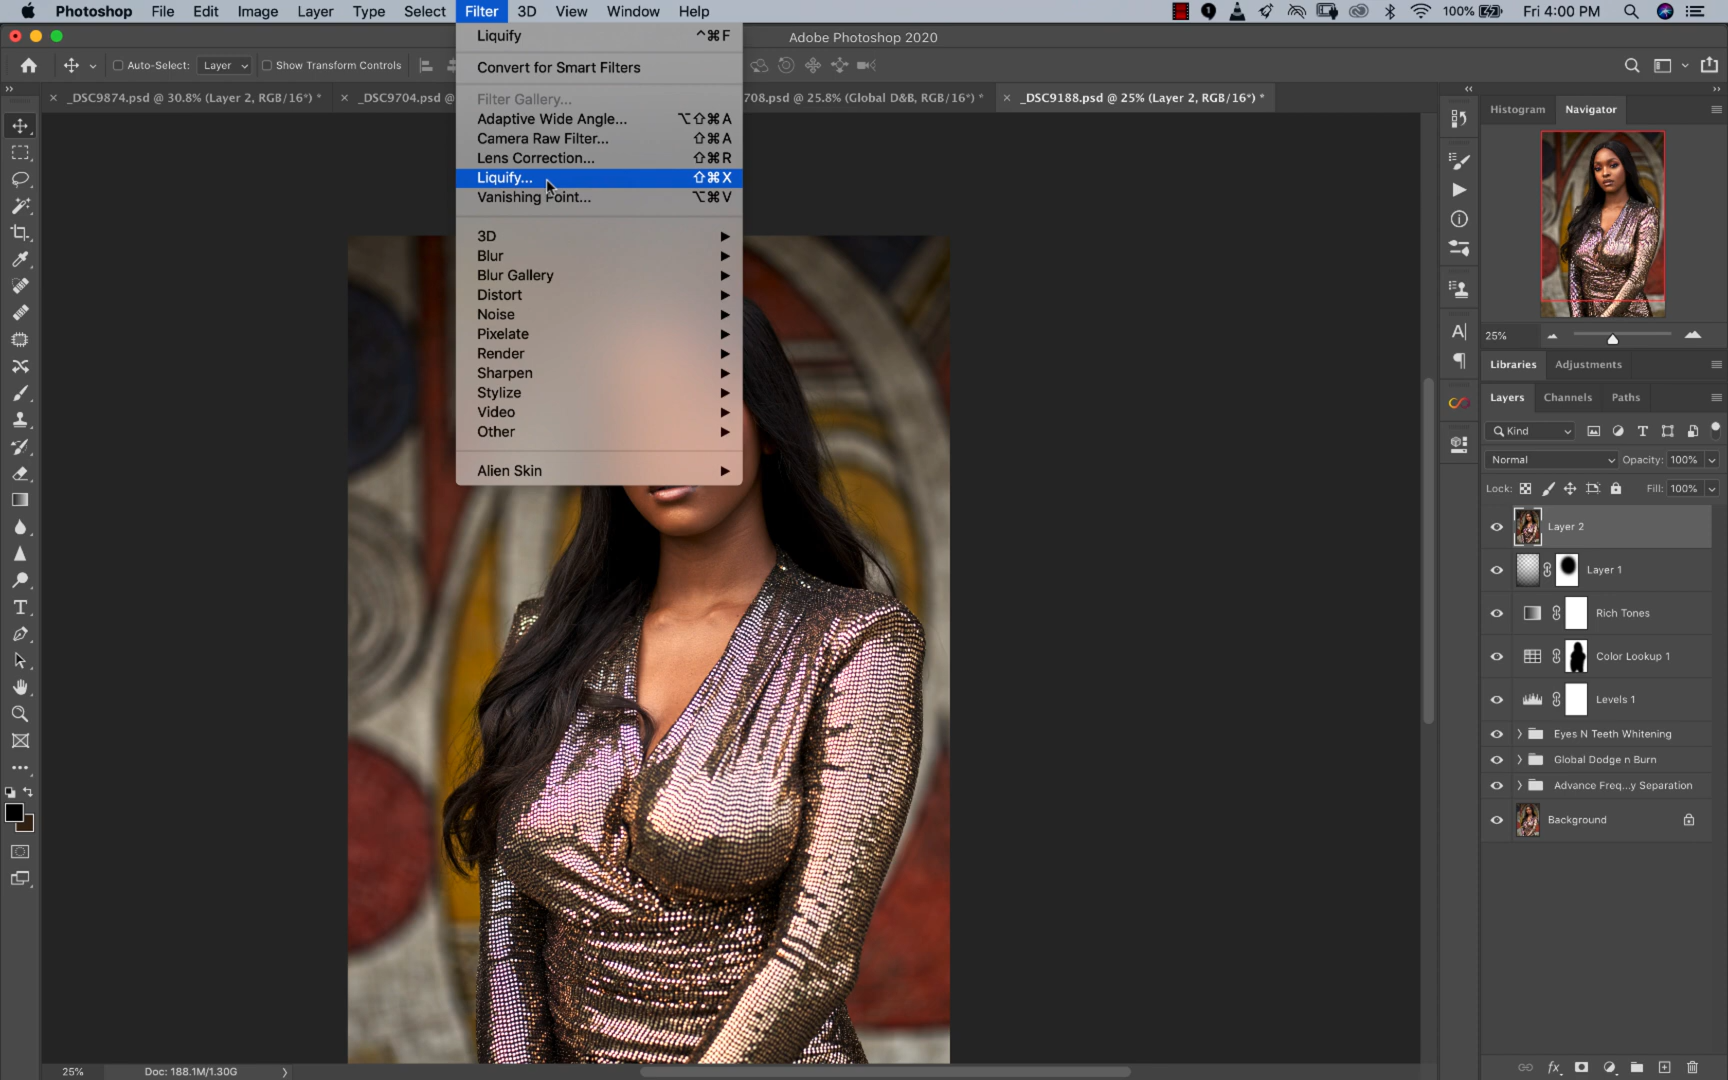 Photoshop File Edit Image Layer Type Select Filter 3D View Window Help 100% Fri 4:00 PM
Adobe Photoshop 2020
Auto-Select: Layer Show Transform Controls
_DSC9874.psd @ 30.8% (Layer 2, RGB/16*) * _DSC9704.psd @ 708.psd @ 25.8% (Global D&B, RGB/16*) * _DSC9188.psd @ 25% (Layer 2, RGB/16*) *
Liquify ^⌘F
Convert for Smart Filters
Filter Gallery...
Adaptive Wide Angle... ⌥⇧⌘A
Camera Raw Filter... ⇧⌘A
Lens Correction... ⇧⌘R
Liquify... ⇧⌘X
Vanishing Point... ⌥⌘V
3D
Blur
Blur Gallery
Distort
Noise
Pixelate
Render
Sharpen
Stylize
Video
Other
Alien Skin
Histogram Navigator
25%
Libraries Adjustments
Layers Channels Paths
Kind
Normal Opacity: 100%
Lock: Fill: 100%
Layer 2
Layer 1
Rich Tones
Color Lookup 1
Levels 1
Eyes N Teeth Whitening
Global Dodge n Burn
Advance Freq...y Separation
Background
25% Doc: 188.1M/1.30G